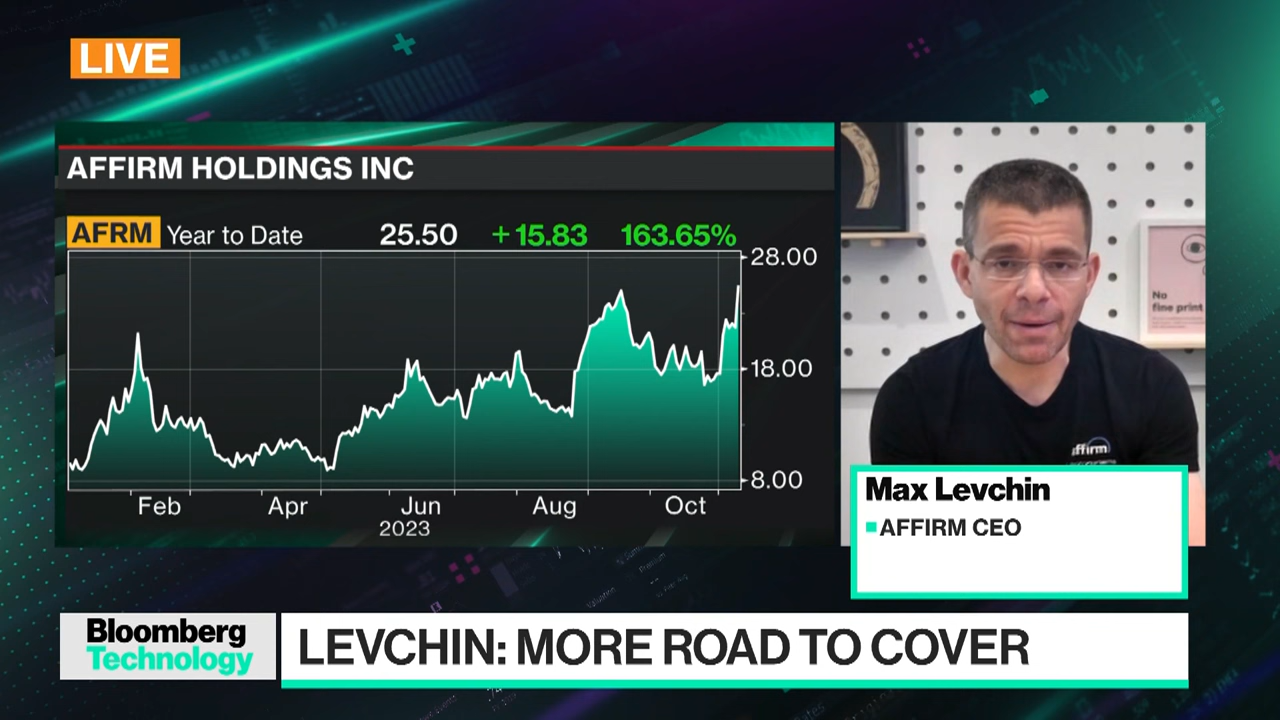 LIVE
AFFIRM HOLDINGS INC
AFRM Year to Date 25.50 +15.83 163.65%
28.00
18.00
8.00
Feb Apr Jun Aug Oct
2023
No
fine print
affirm
Max Levchin
AFFIRM CEO
Bloomberg
Technology
LEVCHIN: MORE ROAD TO COVER